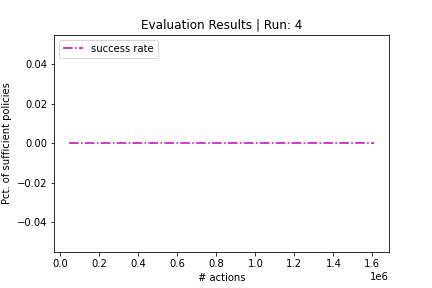 Evaluation Results | Run: 4
success rate
Pct. of sufficient policies
0.04
0.02
0.00
−0.02
−0.04
0.0 0.2 0.4 0.6 0.8 1.0 1.2 1.4 1.6
1e6
# actions